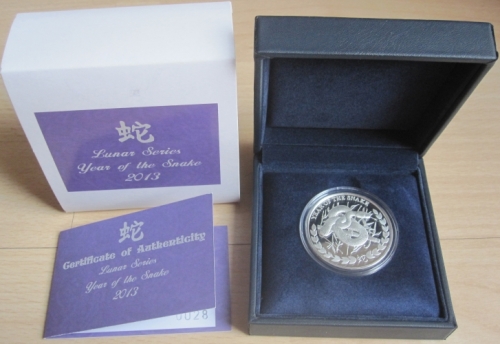 蛇
Lunar Series
Year of the Snake
2013
蛇
Certificate of Authenticity
Lunar Series
Year of the Snake
2013
0028
YEAR OF THE SNAKE